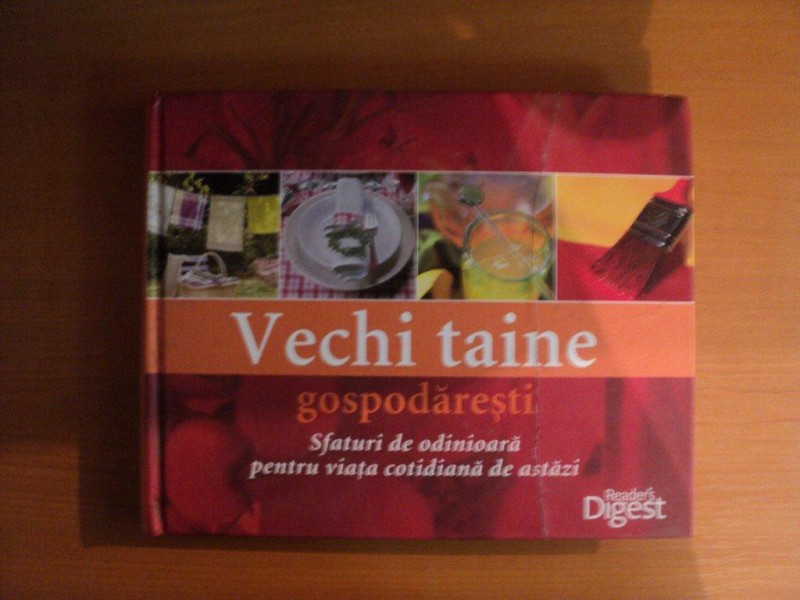 Vechi taine
gospodărești
Sfaturi de odinioară
pentru viața cotidiană de astăzi
Reader's
Digest